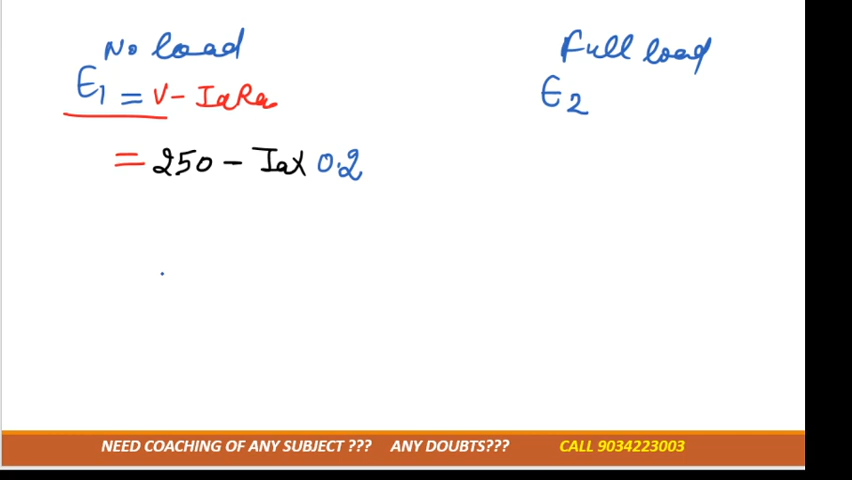 No load
E1 = V - IaRa
= 250 - Iax 0.2
Full load
E2
NEED COACHING OF ANY SUBJECT ??? ANY DOUBTS??? CALL 9034223003